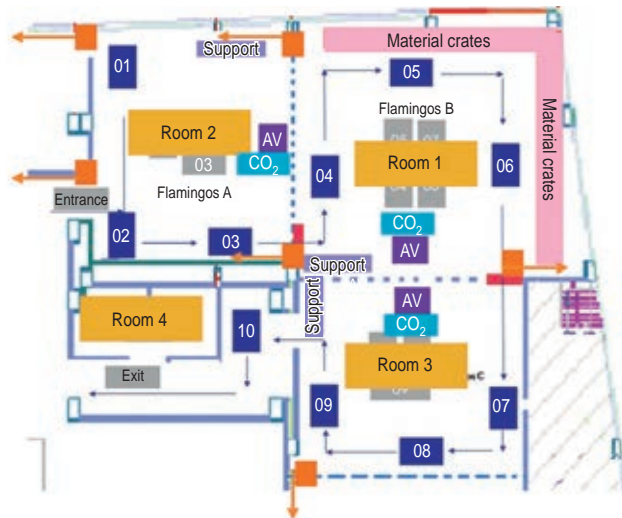 Support
Material crates
01
05
Flamingos B
Room 2
AV
03
CO₂
Material crates
Room 1
06
04
Flamingos A
Entrance
02
03
CO₂
AV
Support
Support
AV
CO₂
Room 4
10
Room 3
Exit
09
07
08